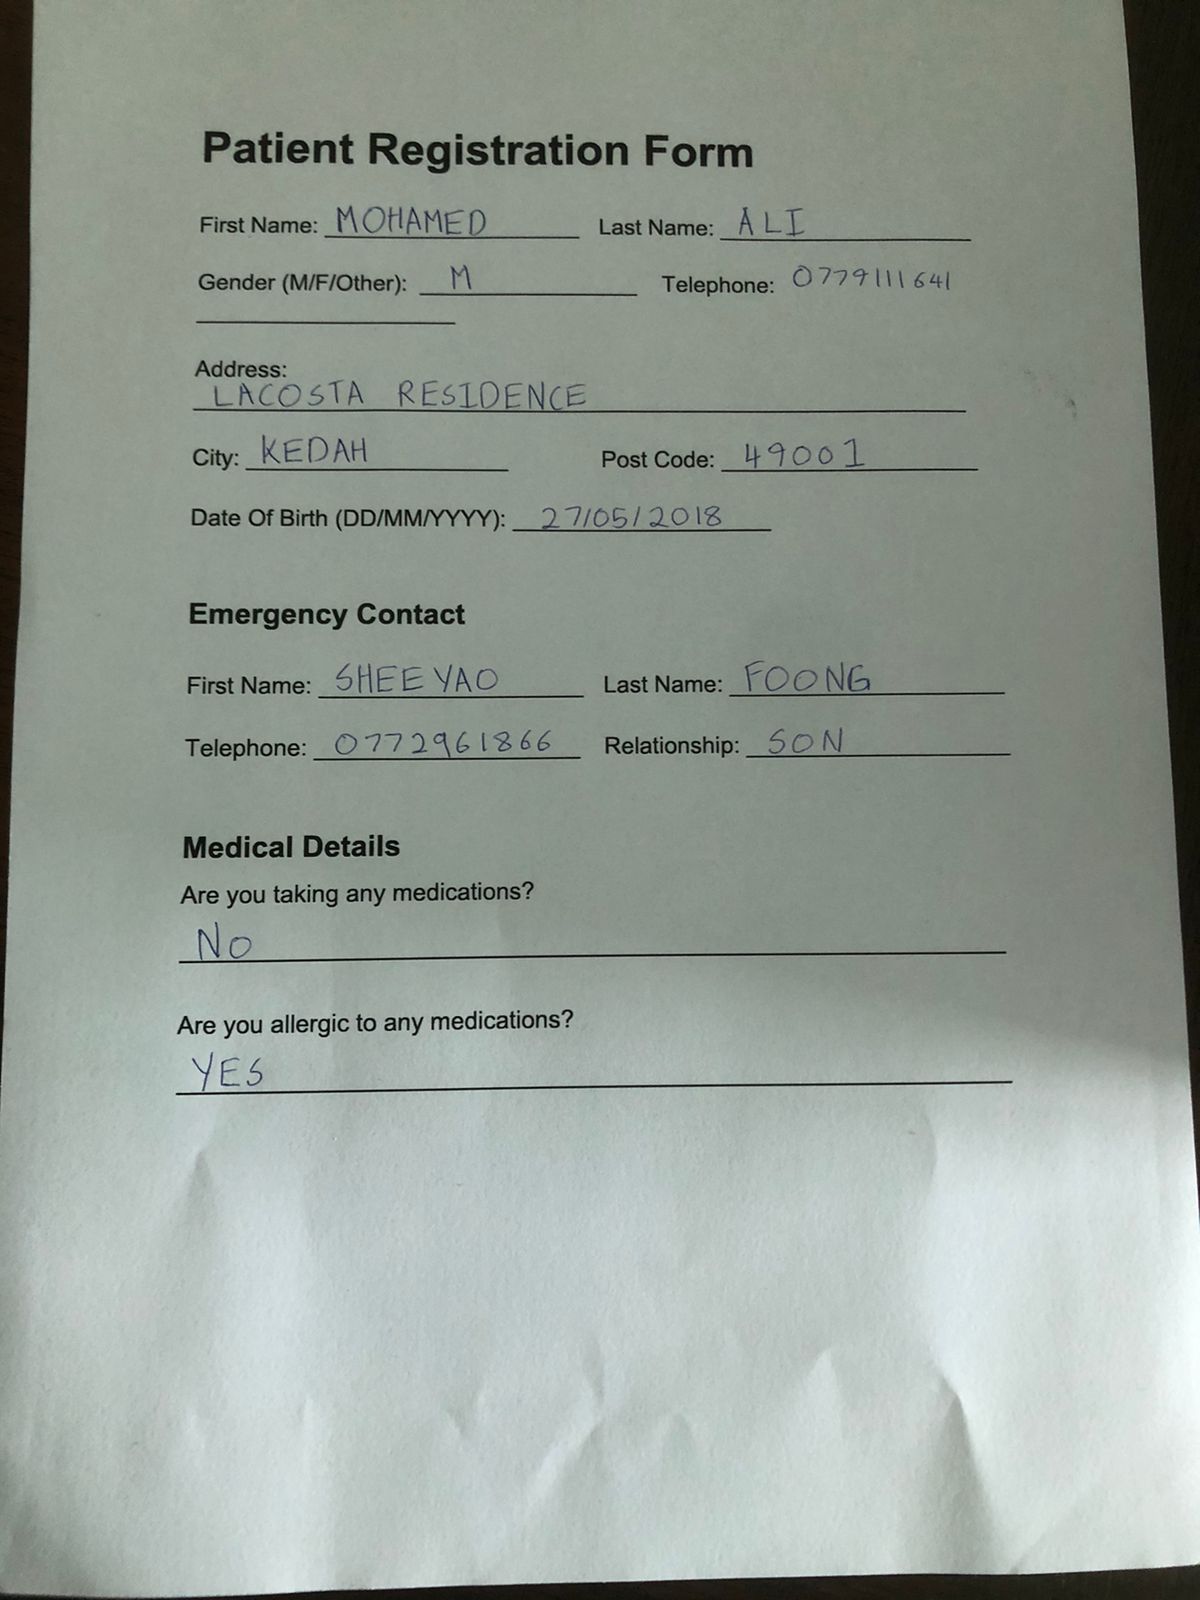 Patient Registration Form
First Name: MOHAMED Last Name: ALI
Gender (M/F/Other): M Telephone: 0779111641
Address:
LACOSTA RESIDENCE
City: KEDAH Post Code: 49001
Date Of Birth (DD/MM/YYYY): 27/05/2018
Emergency Contact
First Name: SHEE YAO Last Name: FOONG
Telephone: 0772961866 Relationship: SON
Medical Details
Are you taking any medications?
No
Are you allergic to any medications?
YES